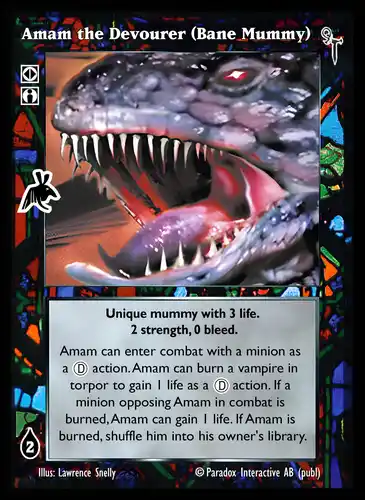 Amam the Devourer (Bane Mummy)
Unique mummy with 3 life.
2 strength, 0 bleed.
Amam can enter combat with a minion as
a Ⓓ action. Amam can burn a vampire in
torpor to gain 1 life as a Ⓓ action. If a
minion opposing Amam in combat is
burned, Amam can gain 1 life. If Amam is
burned, shuffle him into his owner's library.
2
Illus: Lawrence Snelly © Paradox Interactive AB (publ)